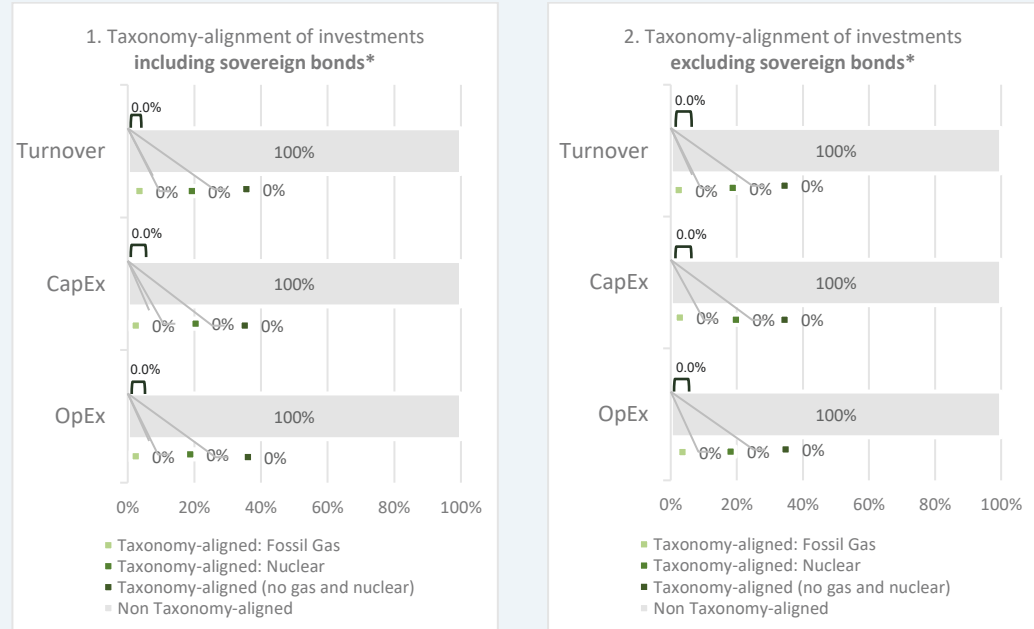 1. Taxonomy-alignment of investments
including sovereign bonds*
0.0%
Turnover
100%
0%
0%
0%
0.0%
CapEx
100%
0%
0%
0%
0.0%
OpEx
100%
0%
0%
0%
0%
20%
40%
60%
80%
100%
Taxonomy-aligned: Fossil Gas
Taxonomy-aligned: Nuclear
Taxonomy-aligned (no gas and nuclear)
Non Taxonomy-aligned
2. Taxonomy-alignment of investments
excluding sovereign bonds*
0.0%
Turnover
100%
0%
0%
0%
0.0%
CapEx
100%
0%
0%
0%
0.0%
OpEx
100%
0%
0%
0%
0%
20%
40%
60%
80%
100%
Taxonomy-aligned: Fossil Gas
Taxonomy-aligned: Nuclear
Taxonomy-aligned (no gas and nuclear)
Non Taxonomy-aligned